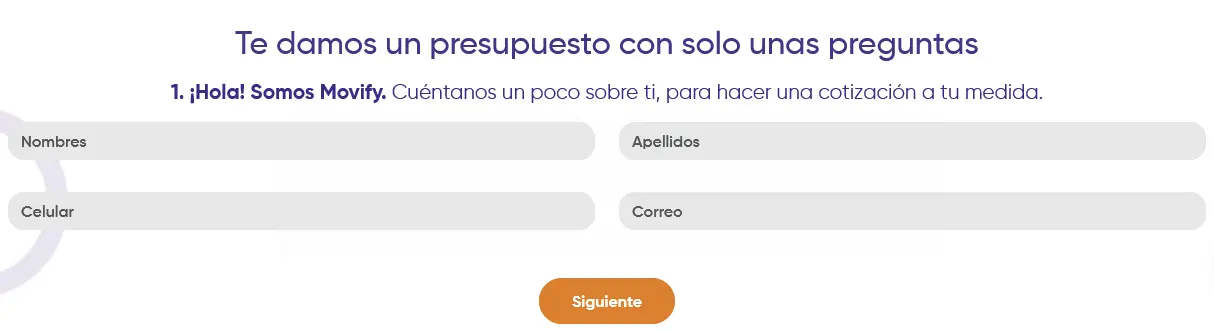 Te damos un presupuesto con solo unas preguntas
1. ¡Hola! Somos Movify. Cuéntanos un poco sobre ti, para hacer una cotización a tu medida.
Nombres
Apellidos
Celular
Correo
Siguiente